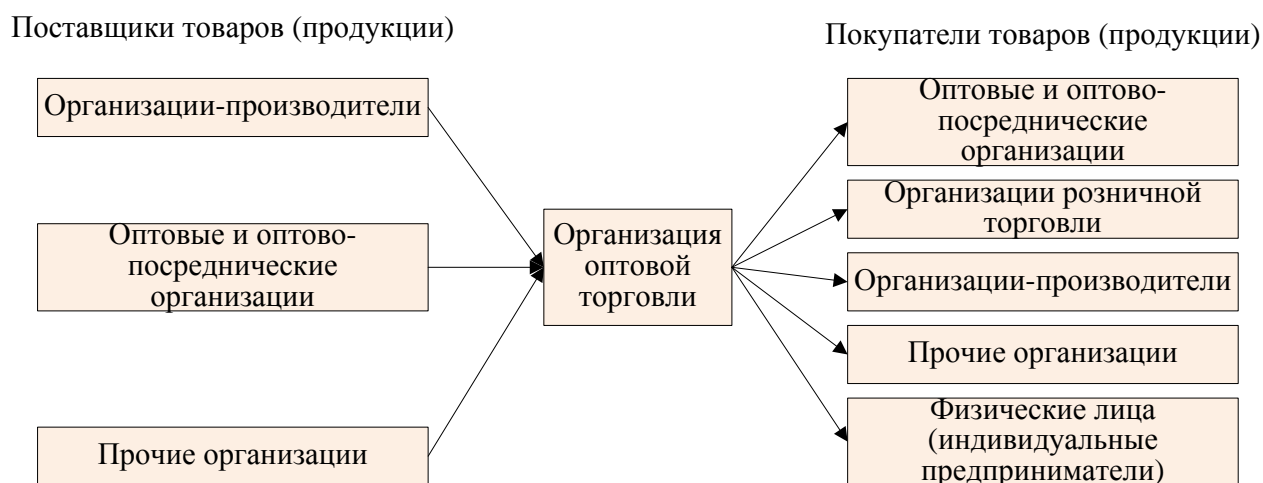 Поставщики товаров (продукции)
Покупатели товаров (продукции)
Организации-производители
Оптовые и оптово-
посреднические
организации
Прочие организации
Организация
оптовой
торговли
Оптовые и оптово-
посреднические
организации
Организации розничной
торговли
Организации-производители
Прочие организации
Физические лица
(индивидуальные
предприниматели)